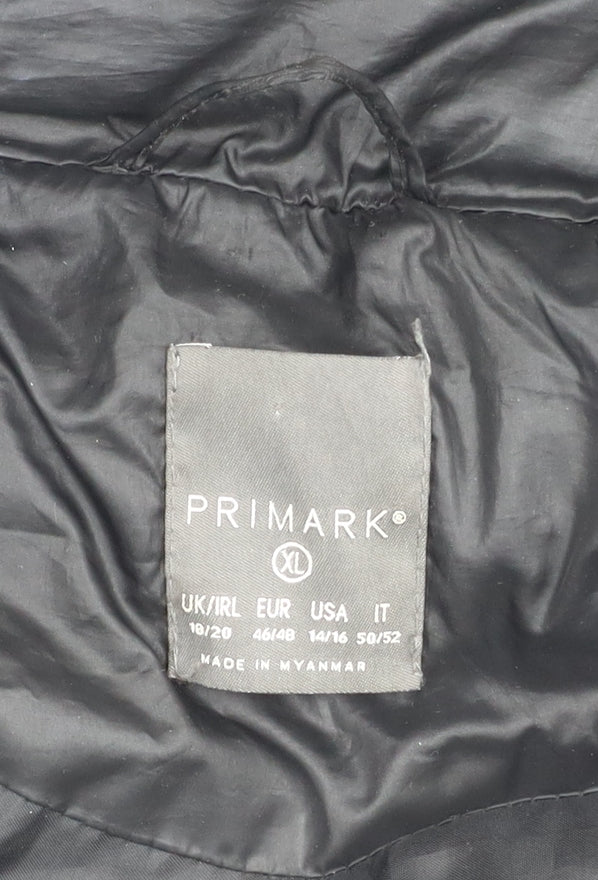 PRIMARK®
XL
UK/IRL EUR USA IT
18/20 46/48 14/16 50/52
MADE IN MYANMAR